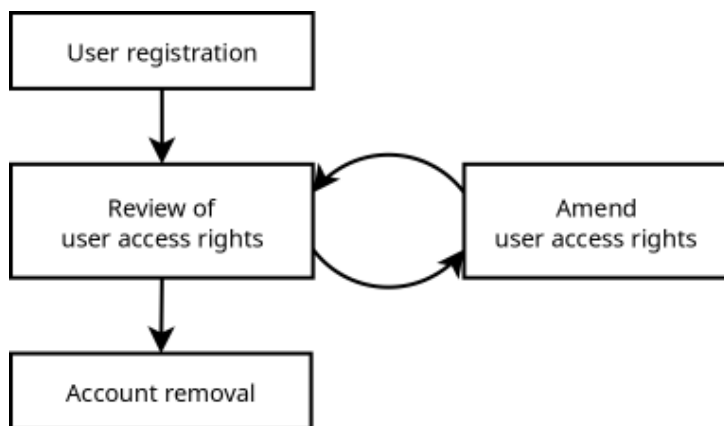 User registration
Review of
user access rights
Amend
user access rights
Account removal